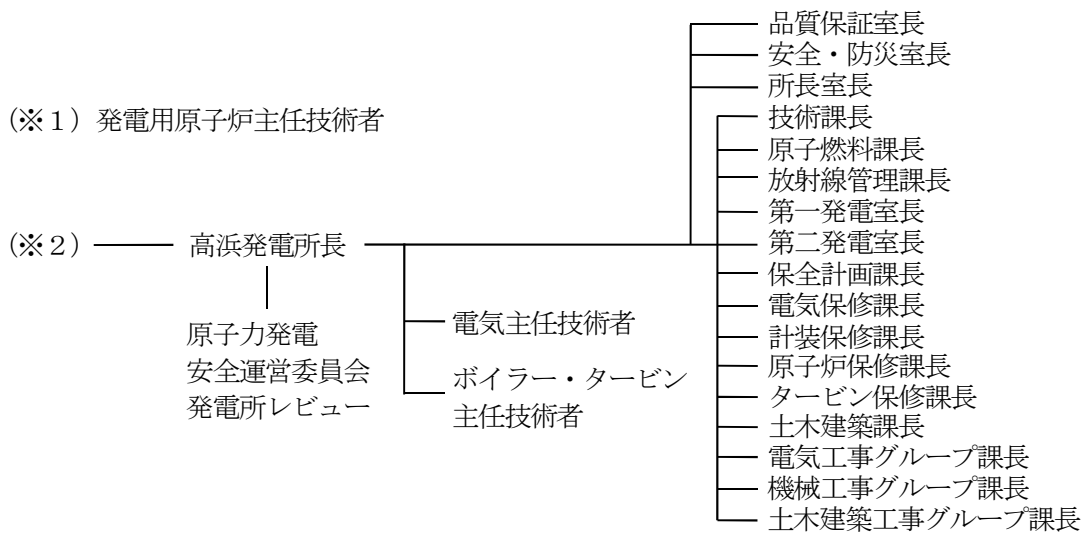 品質保証室長
安全・防災室長
所長室長
(※1) 発電用原子炉主任技術者
技術課長
原子燃料課長
放射線管理課長
第一発電室長
(※2)
高浜発電所長
第二発電室長
保全計画課長
電気保修課長
計装保修課長
原子炉保修課長
タービン保修課長
土木建築課長
電気工事グループ課長
機械工事グループ課長
土木建築工事グループ課長
原子力発電
安全運営委員会
発電所レビュー
電気主任技術者
ボイラー・タービン
主任技術者